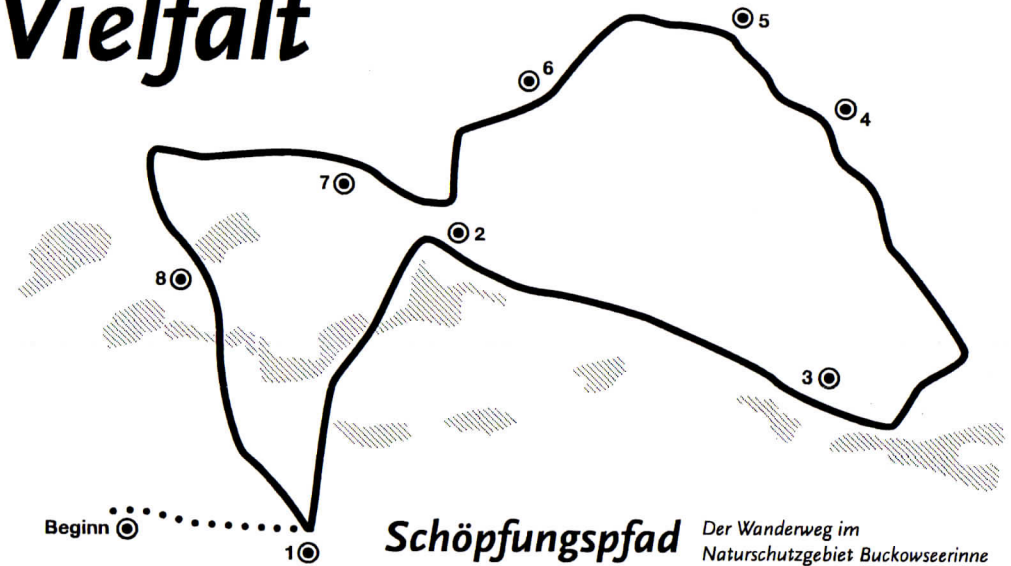 Vielfalt
5
6
4
7
2
8
3
Beginn
1
Schöpfungspfad
Der Wanderweg im
Naturschutzgebiet Buckowseerinne